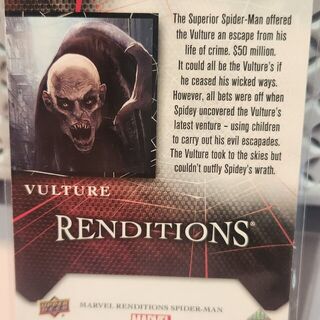 The Superior Spider-Man offered
the Vulture an escape from his
life of crime. $50 million.
It could all be the Vulture's if
he ceased his wicked ways.
However, all bets were off when
Spidey uncovered the Vulture's
latest venture – using children
to carry out his evil escapades.
The Vulture took to the skies but
couldn't outfly Spidey's wrath.
VULTURE
RENDITIONS®
UPPER DECK
MARVEL RENDITIONS SPIDER-MAN
MARVEL